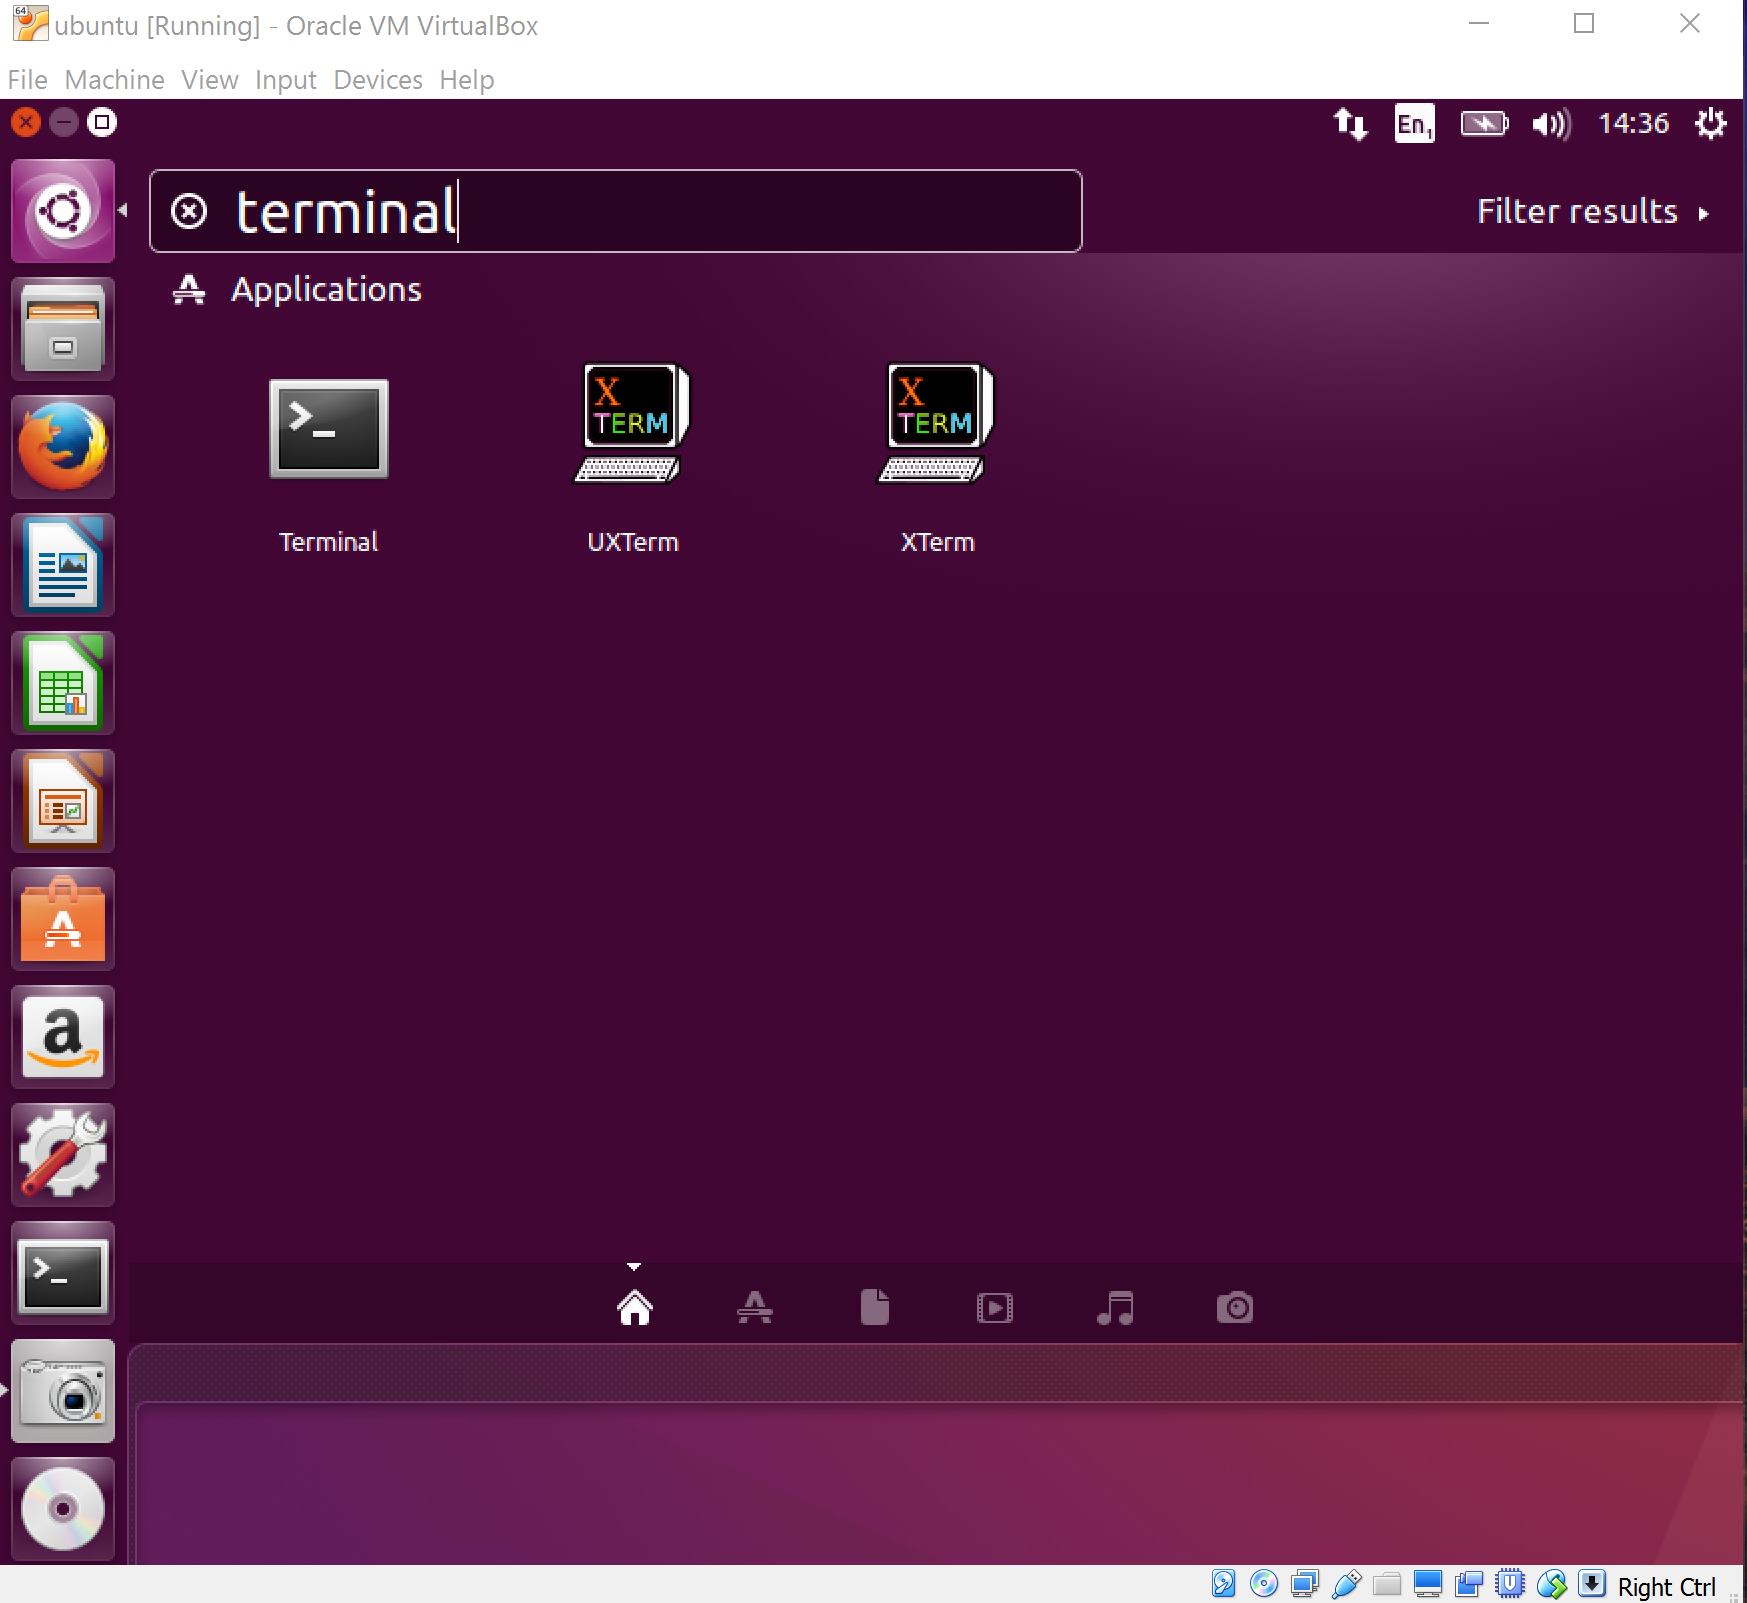 ubuntu [Running] - Oracle VM VirtualBox
File Machine View Input Devices Help
En₁ 14:36
terminal
Filter results
Applications
X TERM
X TERM
Terminal
UXTerm
XTerm
a
Right Ctrl